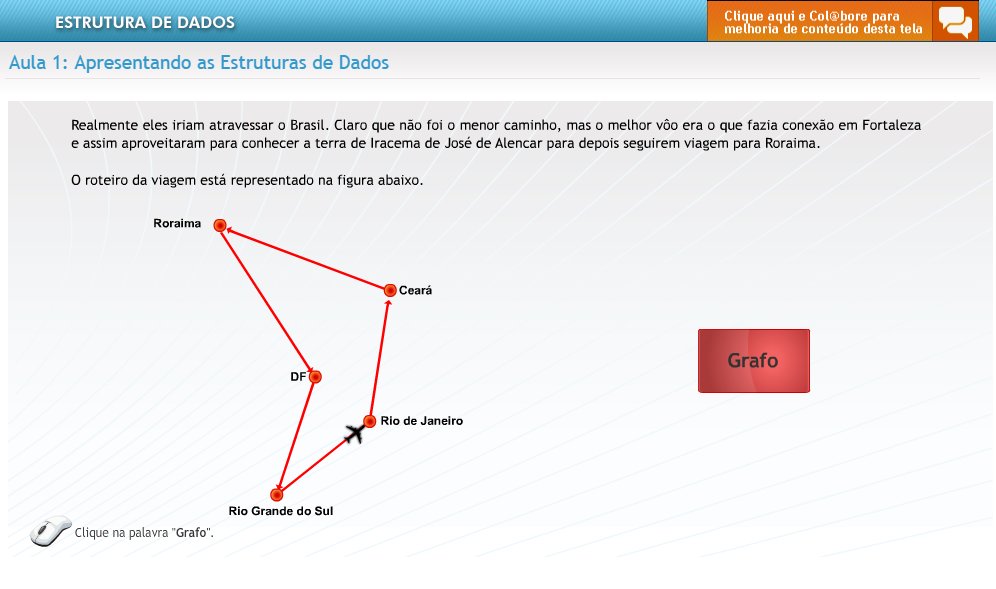 ESTRUTURA DE DADOS
Clique aqui e Col@bore para
melhoria de conteúdo desta tela
Aula 1: Apresentando as Estruturas de Dados
Realmente eles iriam atravessar o Brasil. Claro que não foi o menor caminho, mas o melhor vôo era o que fazia conexão em Fortaleza
e assim aproveitaram para conhecer a terra de Iracema de José de Alencar para depois seguirem viagem para Roraima.
O roteiro da viagem está representado na figura abaixo.
Roraima
Ceará
Grafo
DF
Rio de Janeiro
Rio Grande do Sul
Clique na palavra "Grafo".